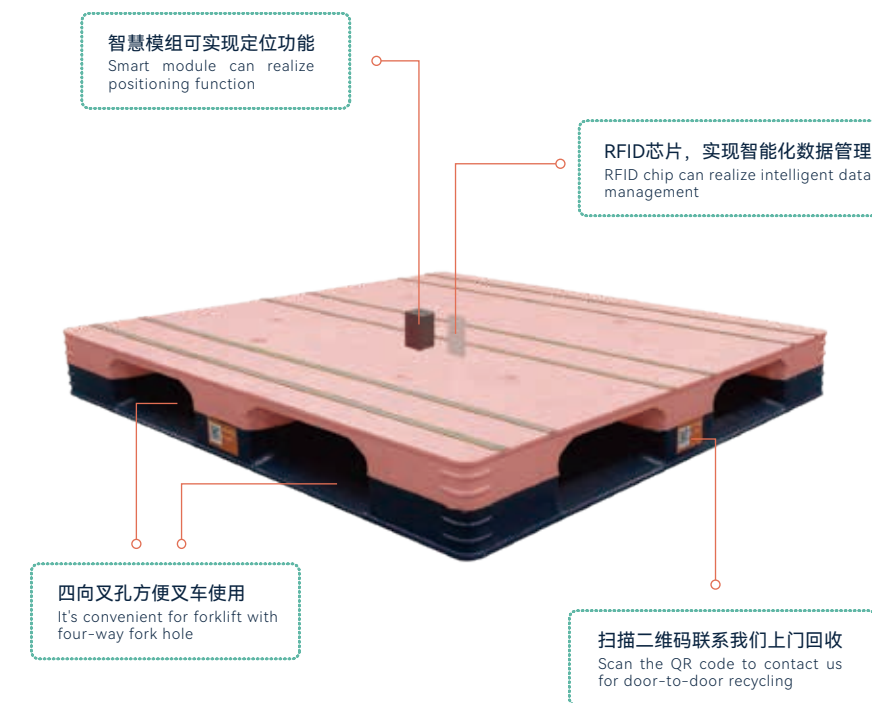 智慧模组可实现定位功能
Smart module can realize
positioning function
RFID芯片，实现智能化数据管理
RFID chip can realize intelligent data
management
四向叉孔方便叉车使用
It's convenient for forklift with
four-way fork hole
扫描二维码联系我们上门回收
Scan the QR code to contact us
for door-to-door recycling